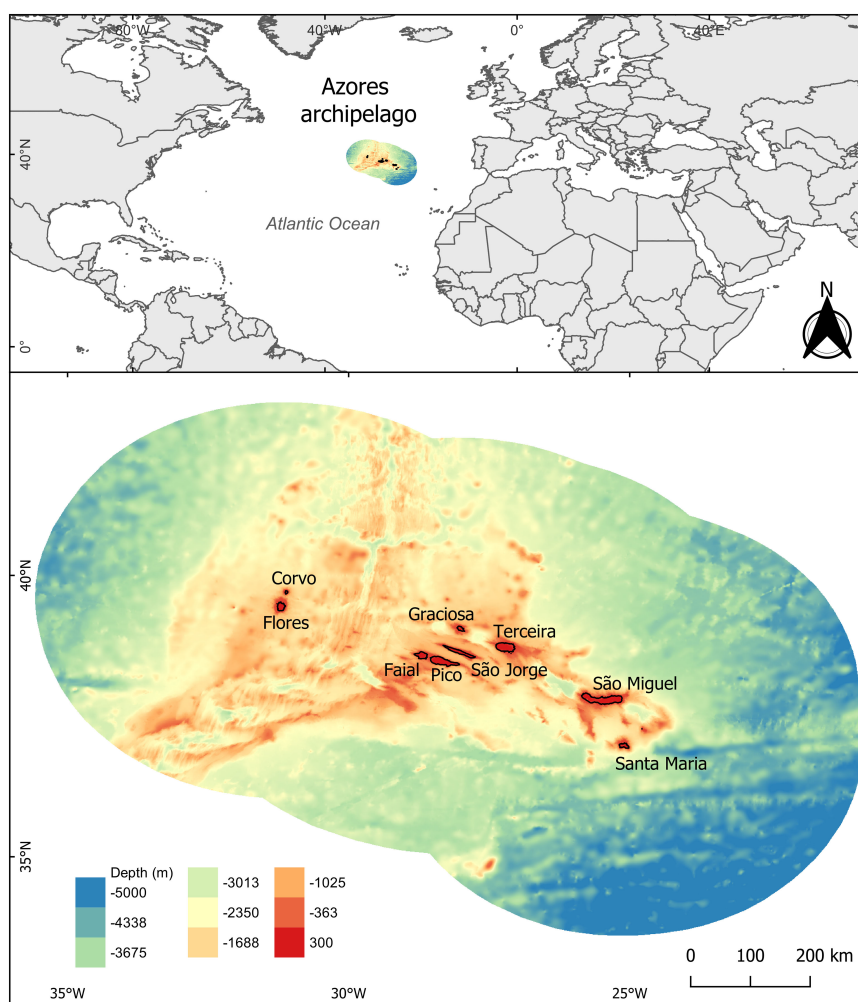 80°W
40°W
0°
40°E
Azores
archipelago
40°N
Atlantic Ocean
N
0°
40°N
Corvo
Flores
Graciosa
Terceira
Faial
Pico
São Jorge
São Miguel
Santa Maria
35°N
Depth (m)
-5000
-4338
-3675
-3013
-2350
-1688
-1025
-363
300
0 100 200 km
35°W
30°W
25°W